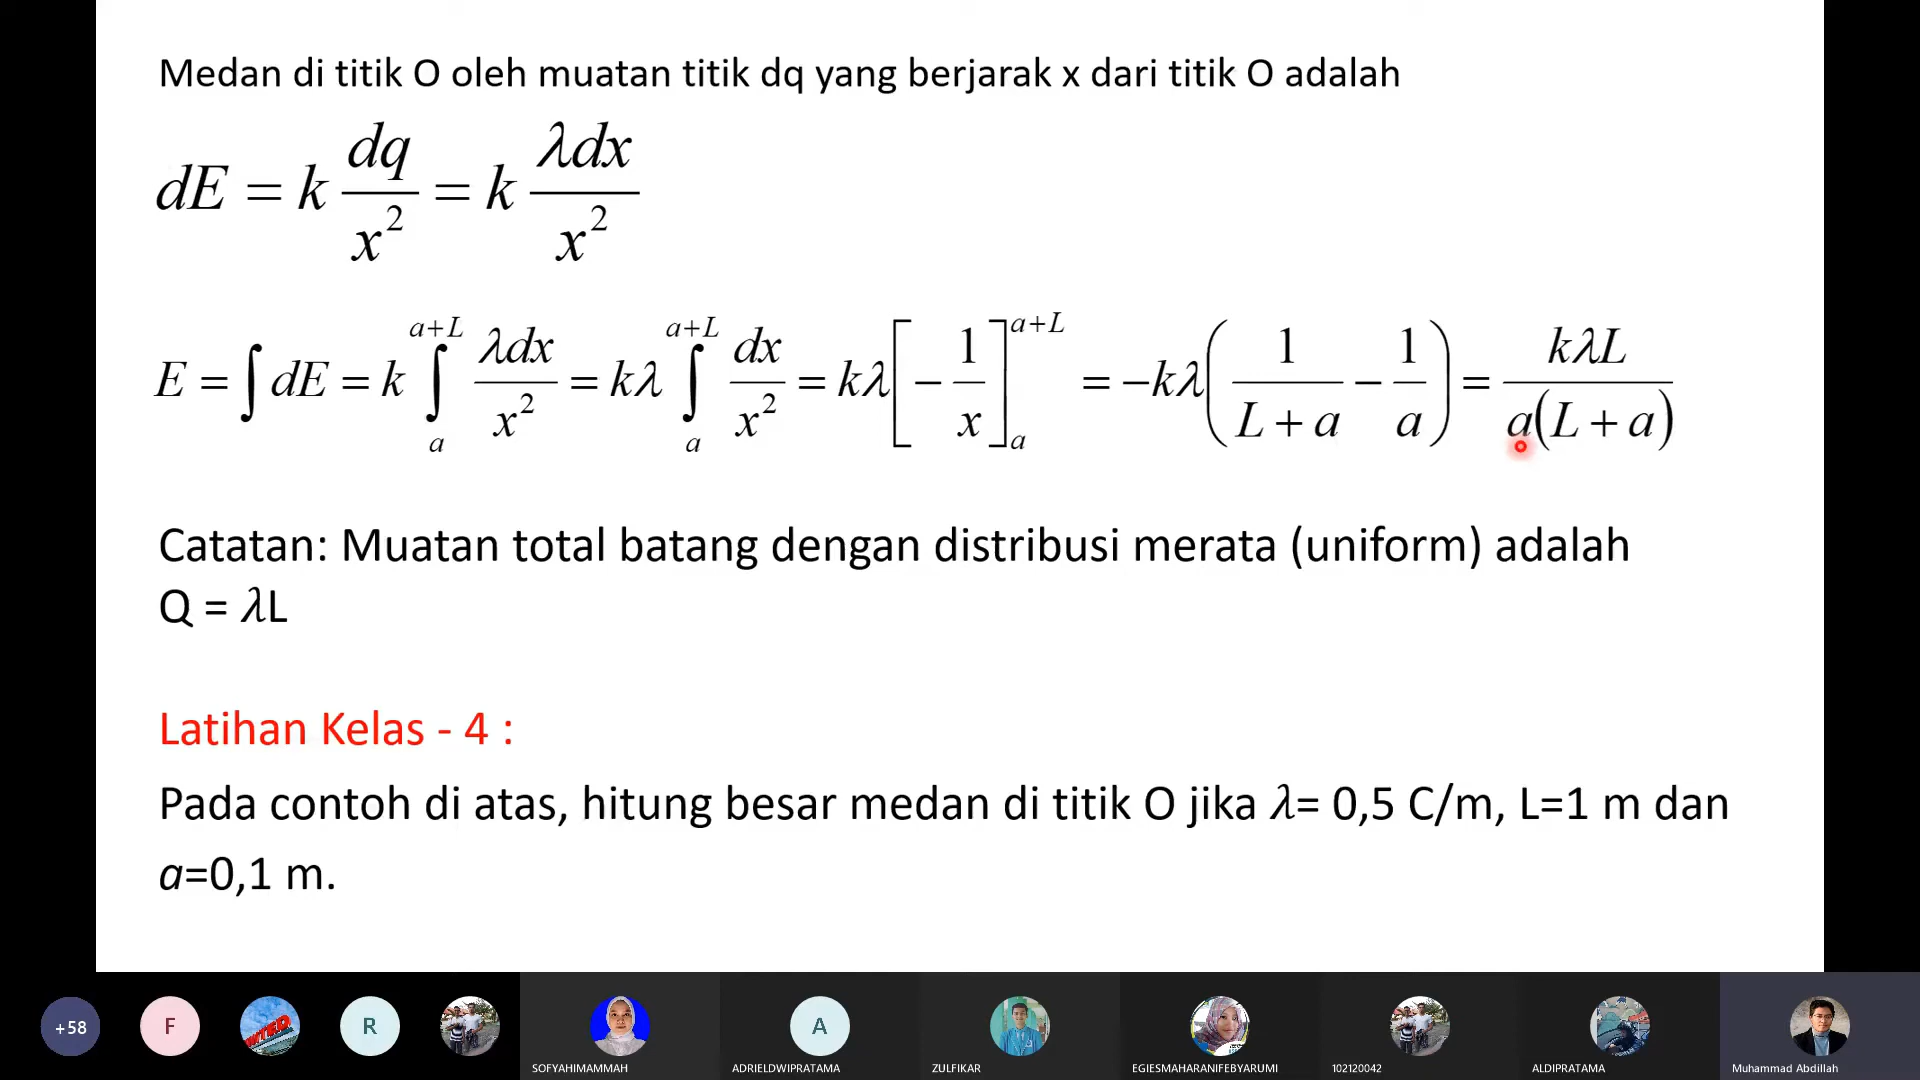 Medan di titik O oleh muatan titik dq yang berjarak x dari titik O adalah
dE = k dq/x² = k λdx/x²
E = ∫dE = k ∫ₐᵃ⁺ᴸ λdx/x² = kλ ∫ₐᵃ⁺ᴸ dx/x² = kλ[−1/x]ₐᵃ⁺ᴸ = −kλ(1/(L+a) − 1/a) = kλL/(a(L+a))
Catatan: Muatan total batang dengan distribusi merata (uniform) adalah
Q = λL
Latihan Kelas - 4 :
Pada contoh di atas, hitung besar medan di titik O jika λ= 0,5 C/m, L=1 m dan
a=0,1 m.
+58 F R A
SOFYAHIMAMMAH ADRIELDWIPRATAMA ZULFIKAR EGIESMAHARANIFEBYARUMI 102120042 ALDIPRATAMA Muhammad Abdillah